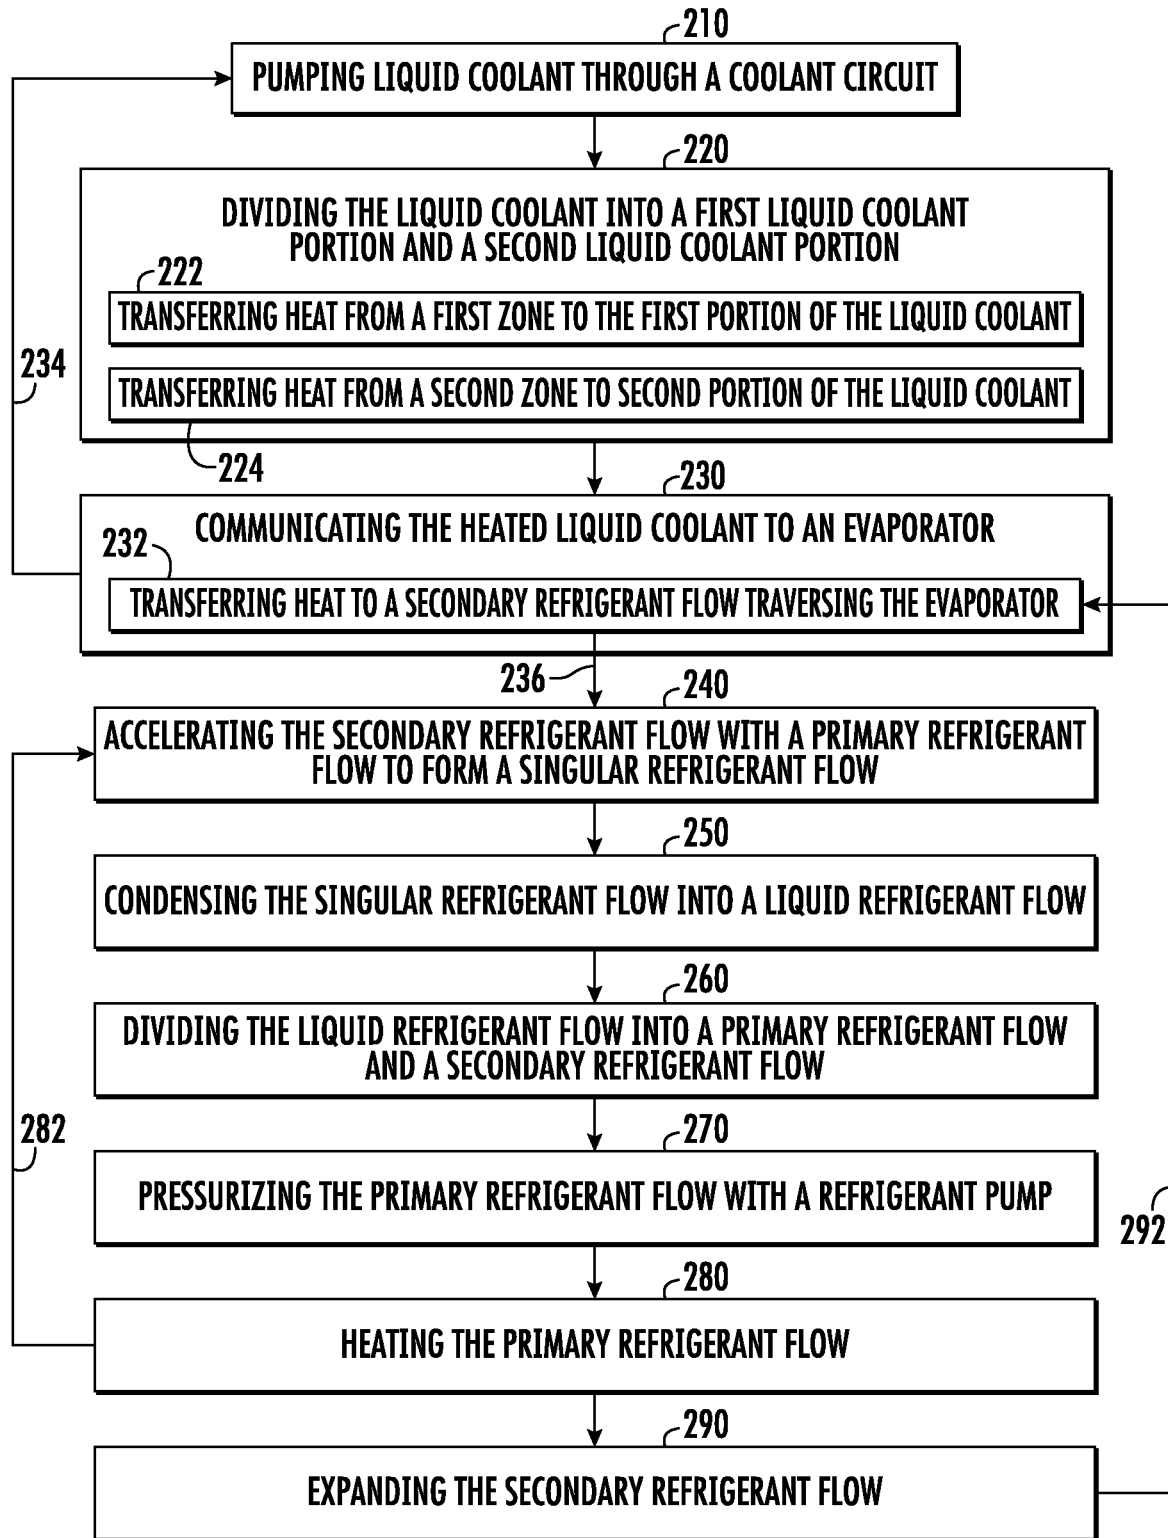 210
PUMPING LIQUID COOLANT THROUGH A COOLANT CIRCUIT
220
DIVIDING THE LIQUID COOLANT INTO A FIRST LIQUID COOLANT
PORTION AND A SECOND LIQUID COOLANT PORTION
222
TRANSFERRING HEAT FROM A FIRST ZONE TO THE FIRST PORTION OF THE LIQUID COOLANT
234
TRANSFERRING HEAT FROM A SECOND ZONE TO SECOND PORTION OF THE LIQUID COOLANT
224
230
COMMUNICATING THE HEATED LIQUID COOLANT TO AN EVAPORATOR
232
TRANSFERRING HEAT TO A SECONDARY REFRIGERANT FLOW TRAVERSING THE EVAPORATOR
236
240
ACCELERATING THE SECONDARY REFRIGERANT FLOW WITH A PRIMARY REFRIGERANT
FLOW TO FORM A SINGULAR REFRIGERANT FLOW
250
CONDENSING THE SINGULAR REFRIGERANT FLOW INTO A LIQUID REFRIGERANT FLOW
260
DIVIDING THE LIQUID REFRIGERANT FLOW INTO A PRIMARY REFRIGERANT FLOW
AND A SECONDARY REFRIGERANT FLOW
282
270
PRESSURIZING THE PRIMARY REFRIGERANT FLOW WITH A REFRIGERANT PUMP
292
280
HEATING THE PRIMARY REFRIGERANT FLOW
290
EXPANDING THE SECONDARY REFRIGERANT FLOW